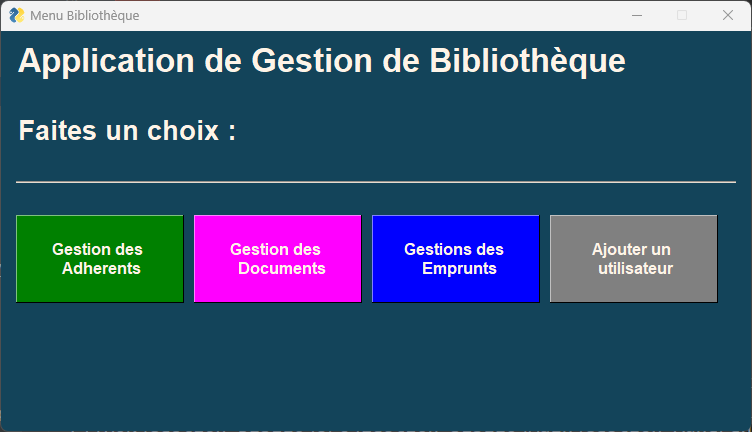 Menu Bibliothèque
Application de Gestion de Bibliothèque
Faites un choix :
Gestion des
Adherents
Gestion des
Documents
Gestions des
Emprunts
Ajouter un
utilisateur